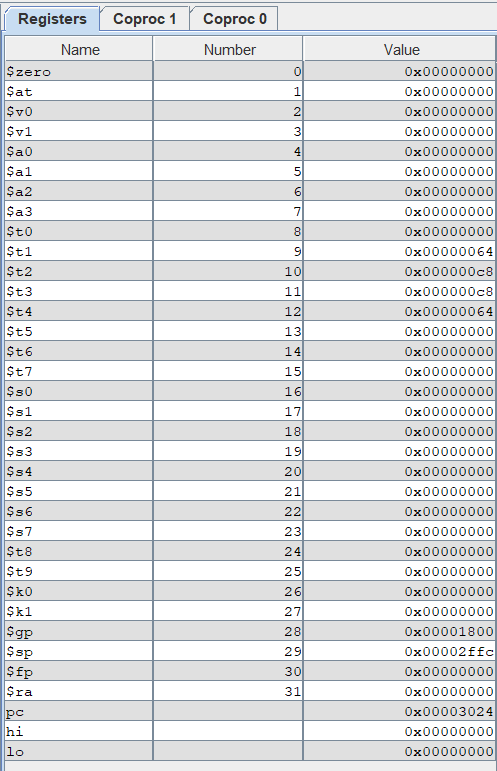 Registers Coproc 1 Coproc 0
Name Number Value
$zero 0 0x00000000
$at 1 0x00000000
$v0 2 0x00000000
$v1 3 0x00000000
$a0 4 0x00000000
$a1 5 0x00000000
$a2 6 0x00000000
$a3 7 0x00000000
$t0 8 0x00000000
$t1 9 0x00000064
$t2 10 0x000000c8
$t3 11 0x000000c8
$t4 12 0x00000064
$t5 13 0x00000000
$t6 14 0x00000000
$t7 15 0x00000000
$s0 16 0x00000000
$s1 17 0x00000000
$s2 18 0x00000000
$s3 19 0x00000000
$s4 20 0x00000000
$s5 21 0x00000000
$s6 22 0x00000000
$s7 23 0x00000000
$t8 24 0x00000000
$t9 25 0x00000000
$k0 26 0x00000000
$k1 27 0x00000000
$gp 28 0x00001800
$sp 29 0x00002ffc
$fp 30 0x00000000
$ra 31 0x00000000
pc 0x00003024
hi 0x00000000
lo 0x00000000